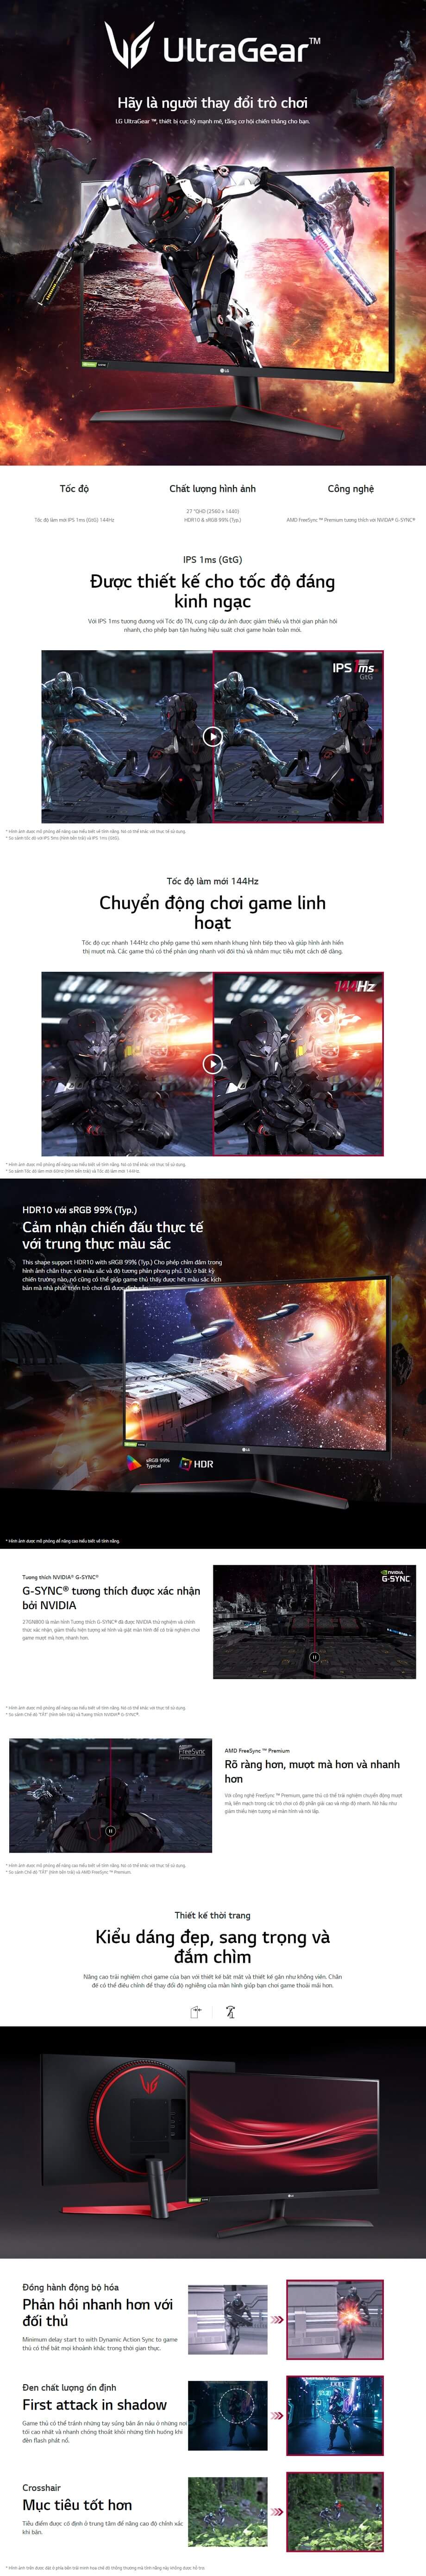 UltraGear™
Hãy là người thay đổi trò chơi
LG UltraGear ™, thiết bị cực kỳ mạnh mẽ, tăng cơ hội chiến thắng cho bạn.
LG
Tốc độ
Tốc độ làm mới IPS 1ms (GtG) 144Hz
Chất lượng hình ảnh
27 "QHD (2560 x 1440)
HDR10 & sRGB 99% (Typ.)
Công nghệ
AMD FreeSync ™ Premium tương thích với NVIDIA® G-SYNC®
IPS 1ms (GtG)
Được thiết kế cho tốc độ đáng
kinh ngạc
Với IPS 1ms tương đương với Tốc độ TN, cung cấp dư ảnh được giảm thiểu và thời gian phản hồi
nhanh, cho phép bạn tận hưởng hiệu suất chơi game hoàn toàn mới.
IPS 1ms
GtG
* Hình ảnh được mô phỏng để nâng cao hiểu biết về tính năng. Nó có thể khác với thực tế sử dụng.
* So sánh tốc độ với IPS 5ms (hình bên trái) và IPS 1ms (GtG).
Tốc độ làm mới 144Hz
Chuyển động chơi game linh
hoạt
Tốc độ cực nhanh 144Hz cho phép game thủ xem nhanh khung hình tiếp theo và giúp hình ảnh hiển
thị mượt mà. Các game thủ có thể phản ứng nhanh với đối thủ và nhắm mục tiêu một cách dễ dàng.
144Hz
* Hình ảnh được mô phỏng để nâng cao hiểu biết về tính năng. Nó có thể khác với thực tế sử dụng.
* So sánh Tốc độ làm mới 60Hz (Hình bên trái) và Tốc độ làm mới 144Hz.
HDR10 với sRGB 99% (Typ.)
Cảm nhận chiến đấu thực tế
với trung thực màu sắc
This shape support HDR10 with sRGB 99% (Typ.) Cho phép chìm đắm trong
hình ảnh chân thực với màu sắc và độ tương phản phong phú. Dù ở bất kỳ
chiến trường nào, nó cũng có thể giúp game thủ thấy được hết màu sắc kịch
bản mà nhà phát triển trò chơi đã được
LG
sRGB 99%
Typical
HDR
* Hình ảnh được mô phỏng để nâng cao hiểu biết về tính năng.
Tương thích NVIDIA® G-SYNC®
G-SYNC® tương thích được xác nhận
bởi NVIDIA
27GN800 là màn hình Tương thích G-SYNC® đã được NVIDIA thử nghiệm và chính
thức xác nhận, giảm thiểu hiện tượng xé hình và giật màn hình để có trải nghiệm chơi
game mượt mà hơn, nhanh hơn.
NVIDIA
G-SYNC
* Hình ảnh được mô phỏng để nâng cao hiểu biết về tính năng. Nó có thể khác với thực tế sử dụng.
* So sánh Chế độ "TẮT" (hình bên trái) và Tương thích NVIDIA® G-SYNC®.
FreeSync
Premium
AMD FreeSync ™ Premium
Rõ ràng hơn, mượt mà hơn và nhanh
hơn
Với công nghệ FreeSync ™ Premium, game thủ có thể trải nghiệm chuyển động mượt
mà, liền mạch trong các trò chơi có độ phân giải cao và nhịp độ nhanh. Nó hầu như
giảm thiểu hiện tượng xé màn hình và nói lắp.
* Hình ảnh được mô phỏng để nâng cao hiểu biết về tính năng. Nó có thể khác với thực tế sử dụng.
* So sánh Chế độ "TẮT" (hình bên trái) và AMD FreeSync ™ Premium.
Thiết kế thời trang
Kiểu dáng đẹp, sang trọng và
đắm chìm
Nâng cao trải nghiệm chơi game của bạn với thiết kế bắt mắt và thiết kế gần như không viền. Chân
đế có thể điều chỉnh để thay đổi độ nghiêng của màn hình giúp bạn chơi game thoải mái hơn.
LG
Đồng hành động bộ hóa
Phản hồi nhanh hơn với
đối thủ
Minimum delay start to with Dynamic Action Sync to game
thủ có thể bắt mọi khoảnh khắc trong thời gian thực.
Đen chất lượng ổn định
First attack in shadow
Game thủ có thể tránh những tay súng bắn ẩn nấu ở những nơi
tối cao nhất và nhanh chóng thoát khỏi những tình huống khi
đèn flash phát nổ.
Crosshair
Mục tiêu tốt hơn
Tiêu điểm được cố định ở trung tâm để nâng cao độ chính xác
khi bắn.